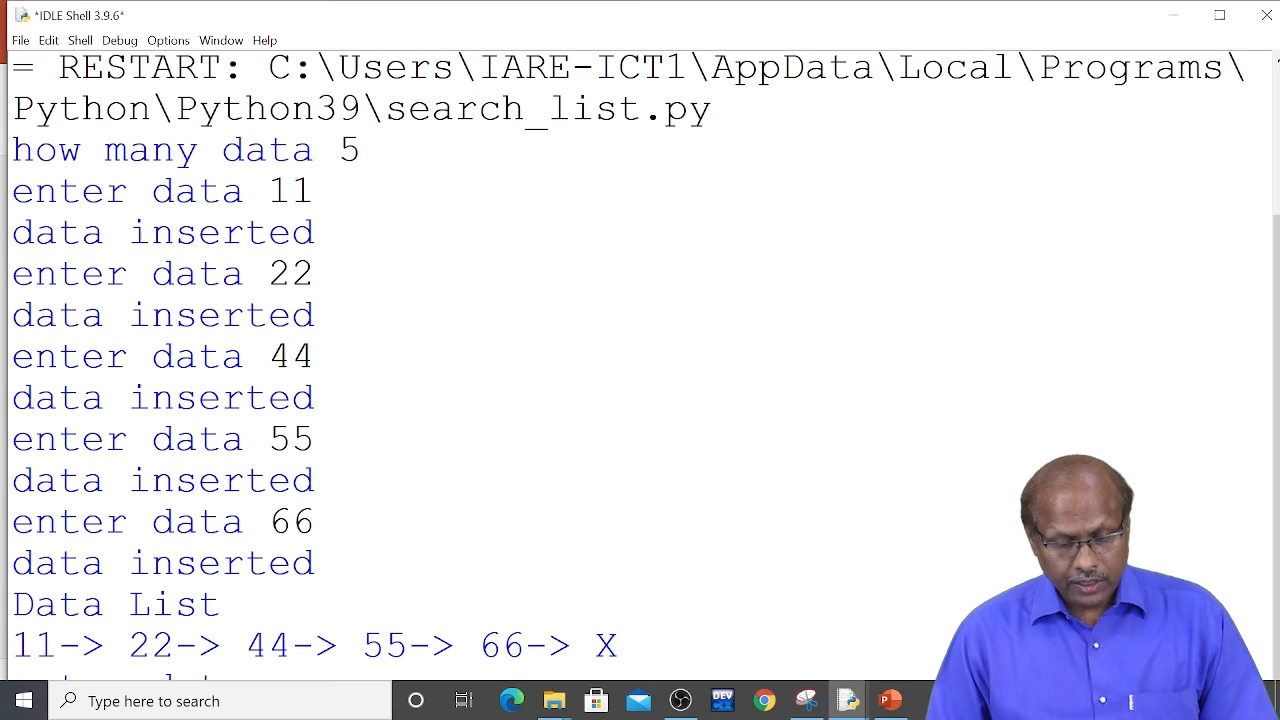 *IDLE Shell 3.9.6*
File Edit Shell Debug Options Window Help
= RESTART: C:\Users\IARE-ICT1\AppData\Local\Programs\
Python\Python39\search_list.py
how many data 5
enter data 11
data inserted
enter data 22
data inserted
enter data 44
data inserted
enter data 55
data inserted
enter data 66
data inserted
Data List
11-> 22-> 44-> 55-> 66-> X
Type here to search
DEV
C++